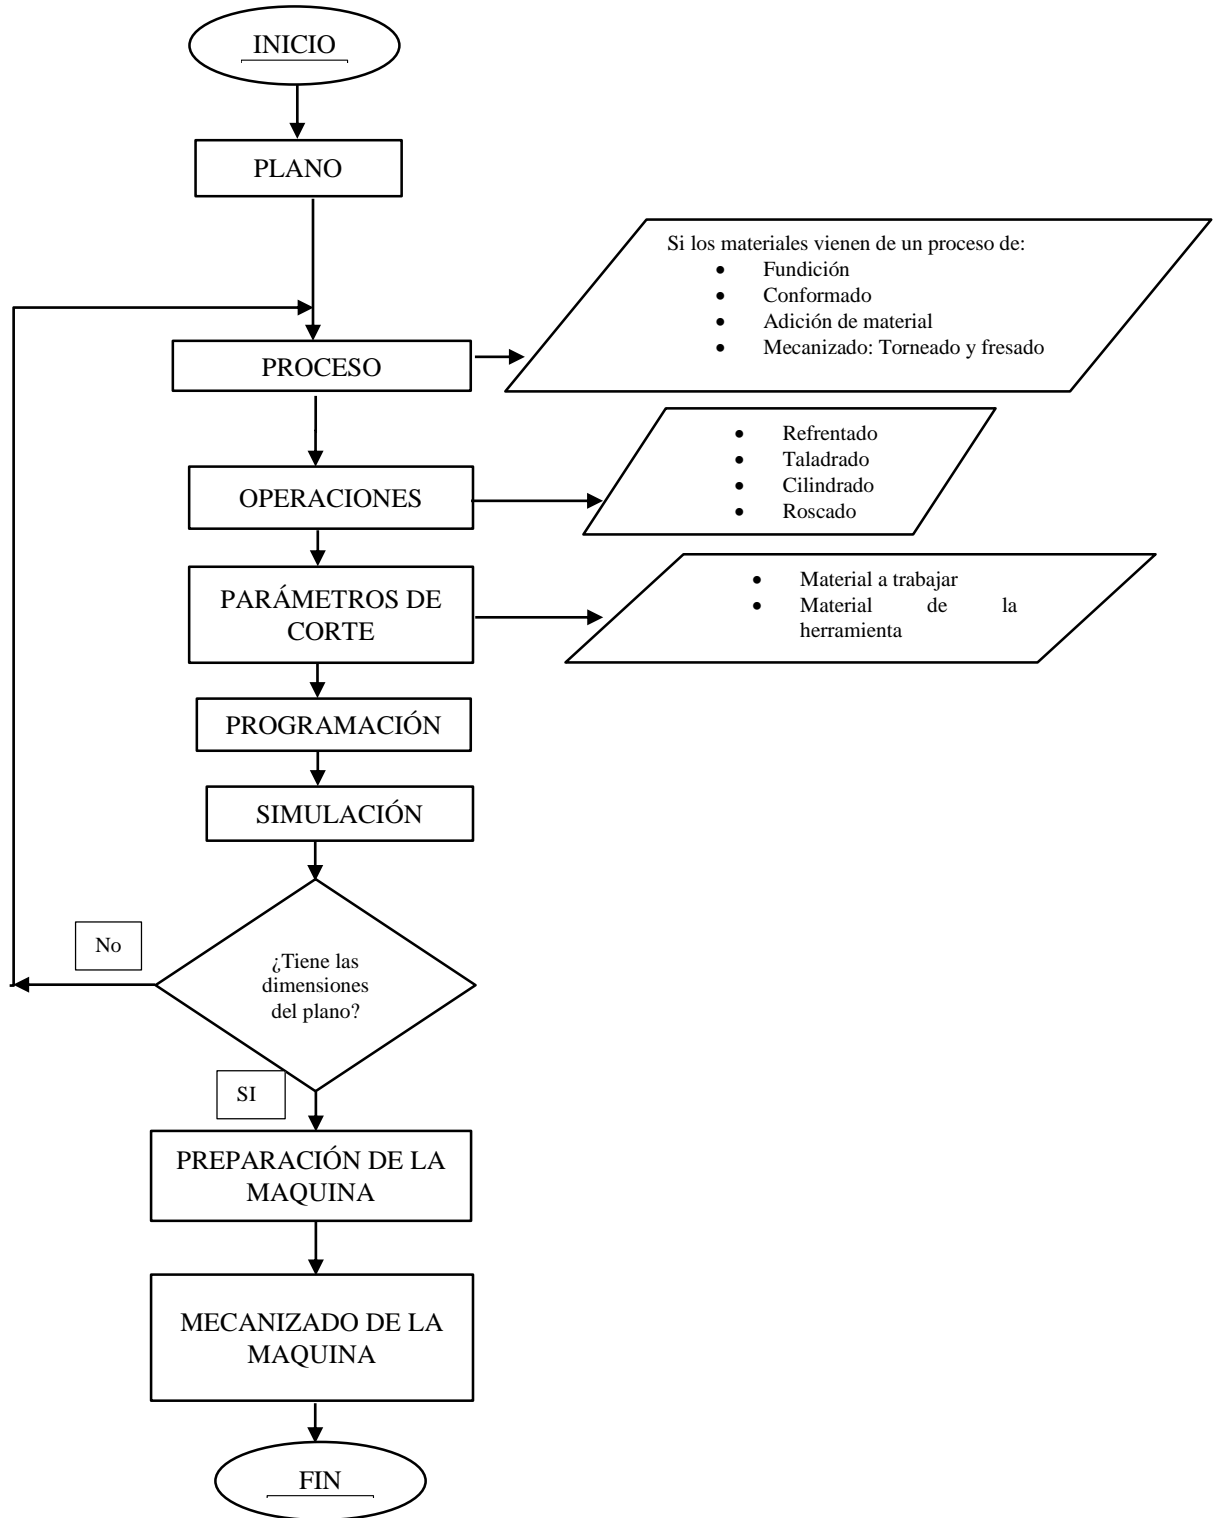 INICIO
PLANO
Si los materiales vienen de un proceso de:
• Fundición
• Conformado
• Adición de material
• Mecanizado: Torneado y fresado
PROCESO
• Refrentado
• Taladrado
• Cilindrado
• Roscado
OPERACIONES
• Material a trabajar
• Material de la
herramienta
PARÁMETROS DE
CORTE
PROGRAMACIÓN
SIMULACIÓN
No
¿Tiene las
dimensiones
del plano?
SI
PREPARACIÓN DE LA
MAQUINA
MECANIZADO DE LA
MAQUINA
FIN